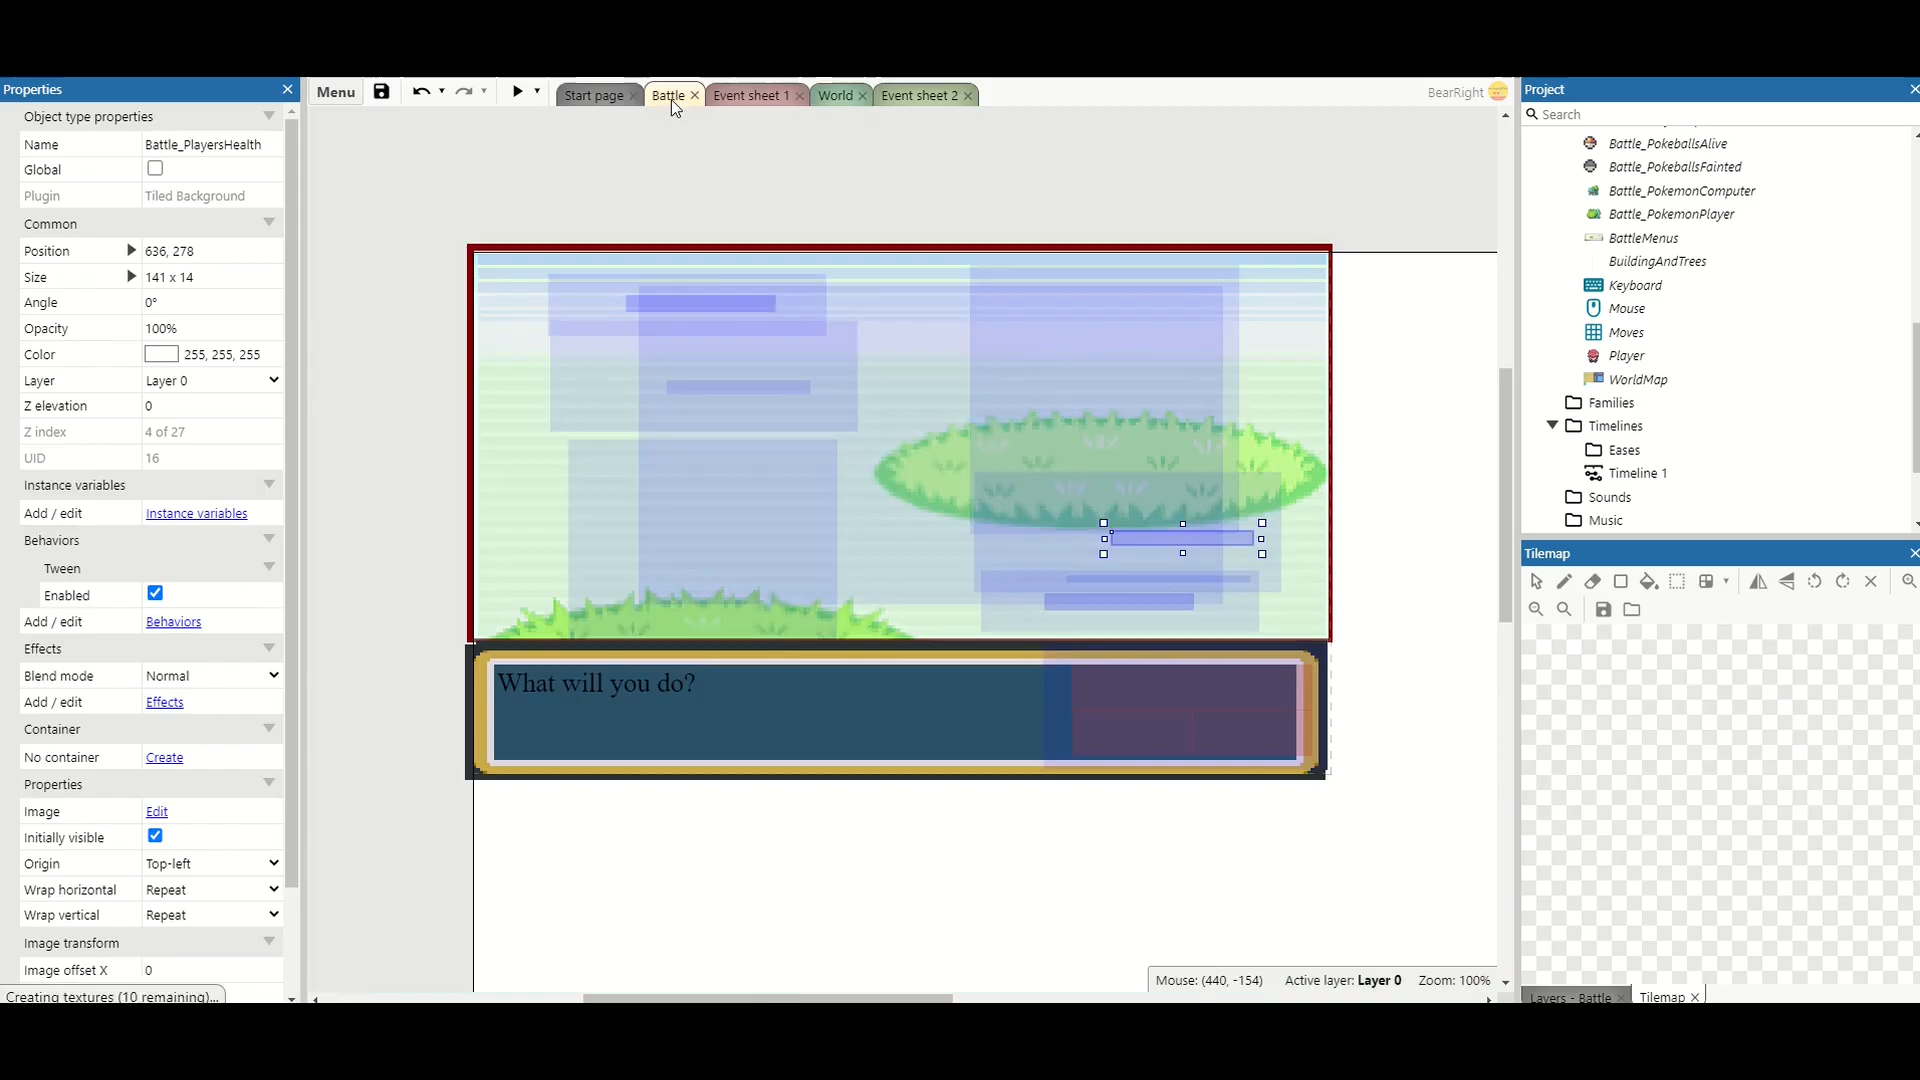 Properties
Object type properties
Name Battle_PlayersHealth
Global
Plugin Tiled Background
Common
Position 636, 278
Size 141 x 14
Angle 0°
Opacity 100%
Color 255, 255, 255
Layer Layer 0
Z elevation 0
Z index 4 of 27
UID 16
Instance variables
Add / edit Instance variables
Behaviors
Tween
Enabled
Add / edit Behaviors
Effects
Blend mode Normal
Add / edit Effects
Container
No container Create
Properties
Image Edit
Initially visible
Origin Top-left
Wrap horizontal Repeat
Wrap vertical Repeat
Image transform
Image offset X 0
Creating textures (10 remaining)...
Menu
Start page
Battle
Event sheet 1
World
Event sheet 2
BearRight
What will you do?
Mouse: (440, -154) Active layer: Layer 0 Zoom: 100%
Project
Search
Battle_PokeballsAlive
Battle_PokeballsFainted
Battle_PokemonComputer
Battle_PokemonPlayer
BattleMenus
BuildingAndTrees
Keyboard
Mouse
Moves
Player
WorldMap
Families
Timelines
Eases
Timeline 1
Sounds
Music
Tilemap
Layers - Battle
Tilemap